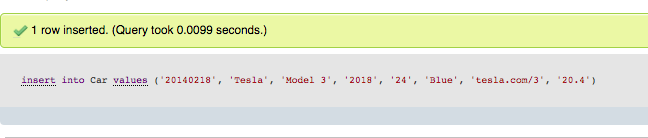 1 row inserted. (Query took 0.0099 seconds.)
insert into Car values ('20140218', 'Tesla', 'Model 3', '2018', '24', 'Blue', 'tesla.com/3', '20.4')